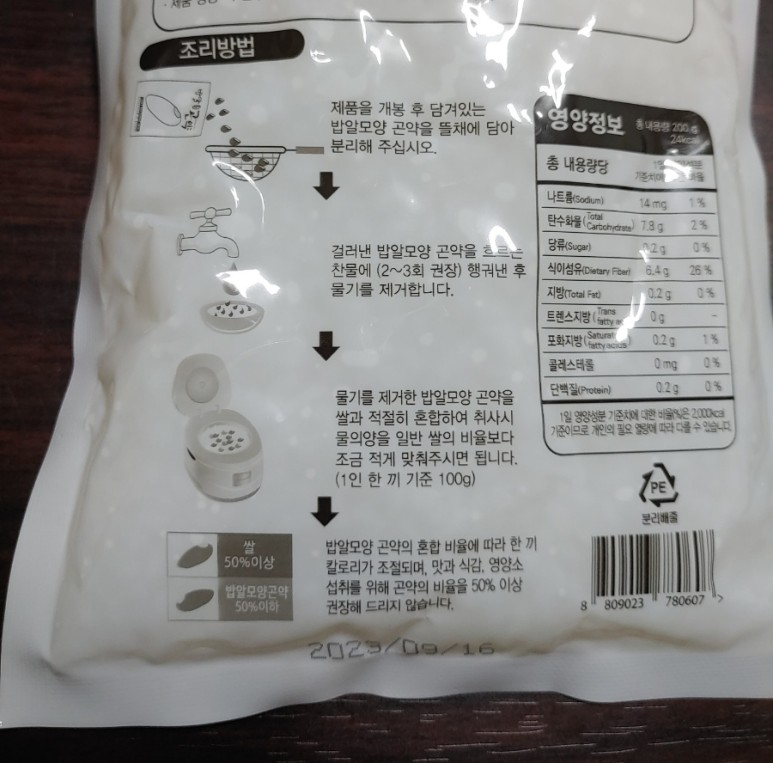 · 제품
조리방법
제품을 개봉 후 담겨있는
밥알모양 곤약을 뜰채에 담아
분리해 주십시오.
걸러낸 밥알모양 곤약을 흐르는
찬물에 (2~3회 권장) 헹궈낸 후
물기를 제거합니다.
물기를 제거한 밥알모양 곤약을
쌀과 적절히 혼합하여 취사시
물의양을 일반 쌀의 비율보다
조금 적게 맞춰주시면 됩니다.
(1인 한 끼 기준 100g)
쌀
50%이상
밥알모양곤약
50%이하
밥알모양 곤약의 혼합 비율에 따라 한 끼
칼로리가 조절되며, 맛과 식감, 영양소
섭취를 위해 곤약의 비율을 50% 이상
권장해 드리지 않습니다.
2023/09/16
영양정보 총 내용량 200 g
24kcal
총 내용량당
나트륨(Sodium) 14 mg 1 %
탄수화물(Total Carbohydrate) 7.8 g 2 %
당류(Sugar) 0.2 g 0 %
식이섬유(Dietary Fiber) 6.4 g 26 %
지방(Total Fat) 0.2 g 0 %
트랜스지방(Trans fatty 0 g -
포화지방(Saturated fatty acids) 0.2 g 1 %
콜레스테롤 0 mg 0 %
단백질(Protein) 0.2 g 0 %
1일 영양성분 기준치에 대한 비율(%)은 2,000kcal
기준이므로 개인의 필요 열량에 따라 다를 수 있습니다.
PE
분리배출
8 809023 780607 >